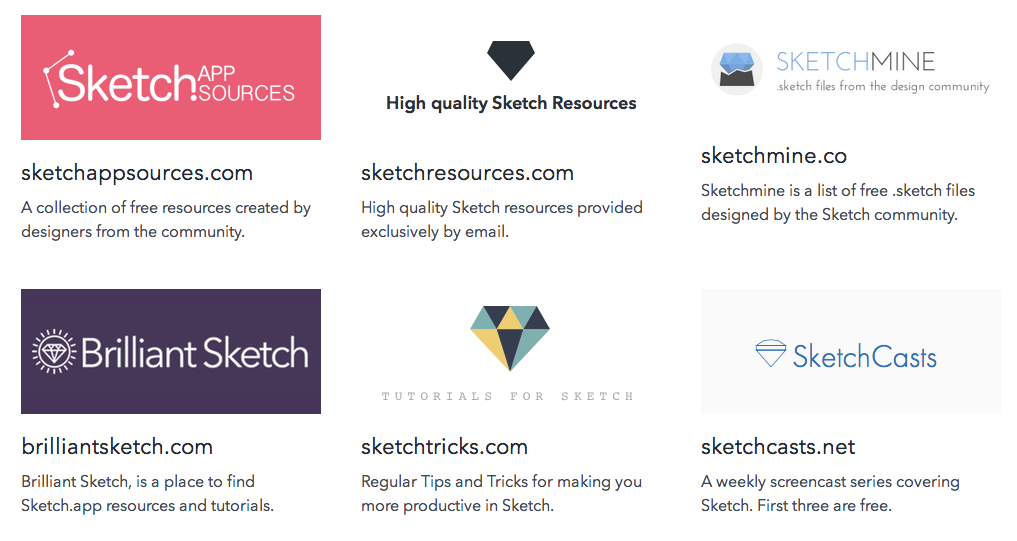 Sketch APP SOURCES
sketchappsources.com
A collection of free resources created by
designers from the community.
High quality Sketch Resources
sketchresources.com
High quality Sketch resources provided
exclusively by email.
SKETCHMINE
.sketch files from the design community
sketchmine.co
Sketchmine is a list of free .sketch files
designed by the Sketch community.
Brilliant Sketch
brilliantsketch.com
Brilliant Sketch, is a place to find
Sketch.app resources and tutorials.
TUTORIALS FOR SKETCH
sketchtricks.com
Regular Tips and Tricks for making you
more productive in Sketch.
SketchCasts
sketchcasts.net
A weekly screencast series covering
Sketch. First three are free.